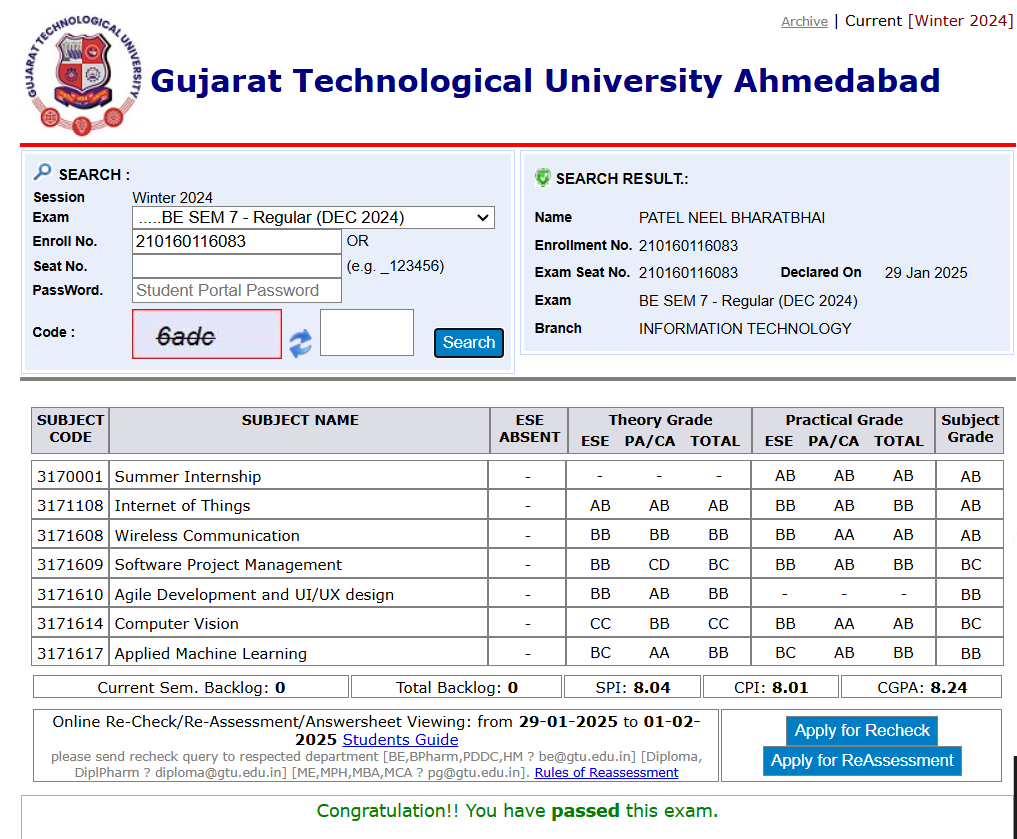 Archive | Current [Winter 2024]
GUJARAT TECHNOLOGICAL UNIVERSITY
Gujarat Technological University Ahmedabad
SEARCH :
Session Winter 2024
Exam .....BE SEM 7 - Regular (DEC 2024)
Enroll No. 210160116083 OR
Seat No. (e.g. _123456)
PassWord. Student Portal Password
Code : 6adc Search
SEARCH RESULT.:
Name PATEL NEEL BHARATBHAI
Enrollment No. 210160116083
Exam Seat No. 210160116083 Declared On 29 Jan 2025
Exam BE SEM 7 - Regular (DEC 2024)
Branch INFORMATION TECHNOLOGY
SUBJECT CODE SUBJECT NAME ESE ABSENT Theory Grade Practical Grade Subject Grade
ESE PA/CA TOTAL ESE PA/CA TOTAL
3170001 Summer Internship - - - - AB AB AB AB
3171108 Internet of Things - AB AB AB BB AB BB AB
3171608 Wireless Communication - BB BB BB BB AA AB AB
3171609 Software Project Management - BB CD BC BB AB BB BC
3171610 Agile Development and UI/UX design - BB AB BB - - - BB
3171614 Computer Vision - CC BB CC BB AA AB BC
3171617 Applied Machine Learning - BC AA BB BC AB BB BB
Current Sem. Backlog: 0 Total Backlog: 0 SPI: 8.04 CPI: 8.01 CGPA: 8.24
Online Re-Check/Re-Assessment/Answersheet Viewing: from 29-01-2025 to 01-02-
2025 Students Guide
please send recheck query to respected department [BE,BPharm,PDDC,HM ? be@gtu.edu.in] [Diploma,
DiplPharm ? diploma@gtu.edu.in] [ME,MPH,MBA,MCA ? pg@gtu.edu.in]. Rules of Reassessment
Apply for Recheck
Apply for ReAssessment
Congratulation!! You have passed this exam.